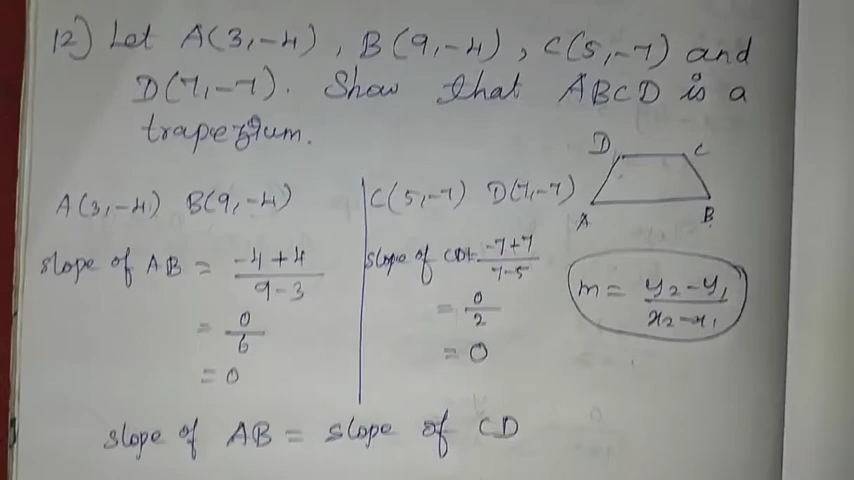 12) Let A(3,-4), B(9,-4), C(5,-7) and
D(7,-7). Show that ABCD is a
trapezium.
D C
A B
A(3,-4) B(9,-4)
slope of AB = -4+4 / 9-3
= 0/6
= 0
C(5,-7) D(7,-7)
slope of CD = -7+7 / 7-5
= 0/2
= 0
m = y2-y1 / x2-x1
slope of AB = slope of CD